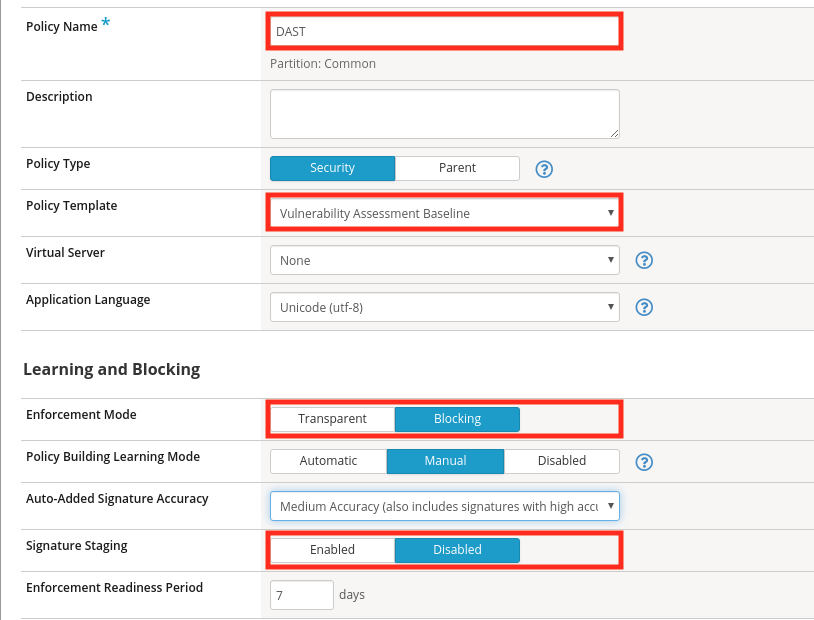 Policy Name *
DAST
Partition: Common
Description
Policy Type
Security Parent ?
Policy Template
Vulnerability Assessment Baseline
Virtual Server
None ?
Application Language
Unicode (utf-8) ?
Learning and Blocking
Enforcement Mode
Transparent Blocking
Policy Building Learning Mode
Automatic Manual Disabled ?
Auto-Added Signature Accuracy
Medium Accuracy (also includes signatures with high accu
Signature Staging
Enabled Disabled
Enforcement Readiness Period
7 days